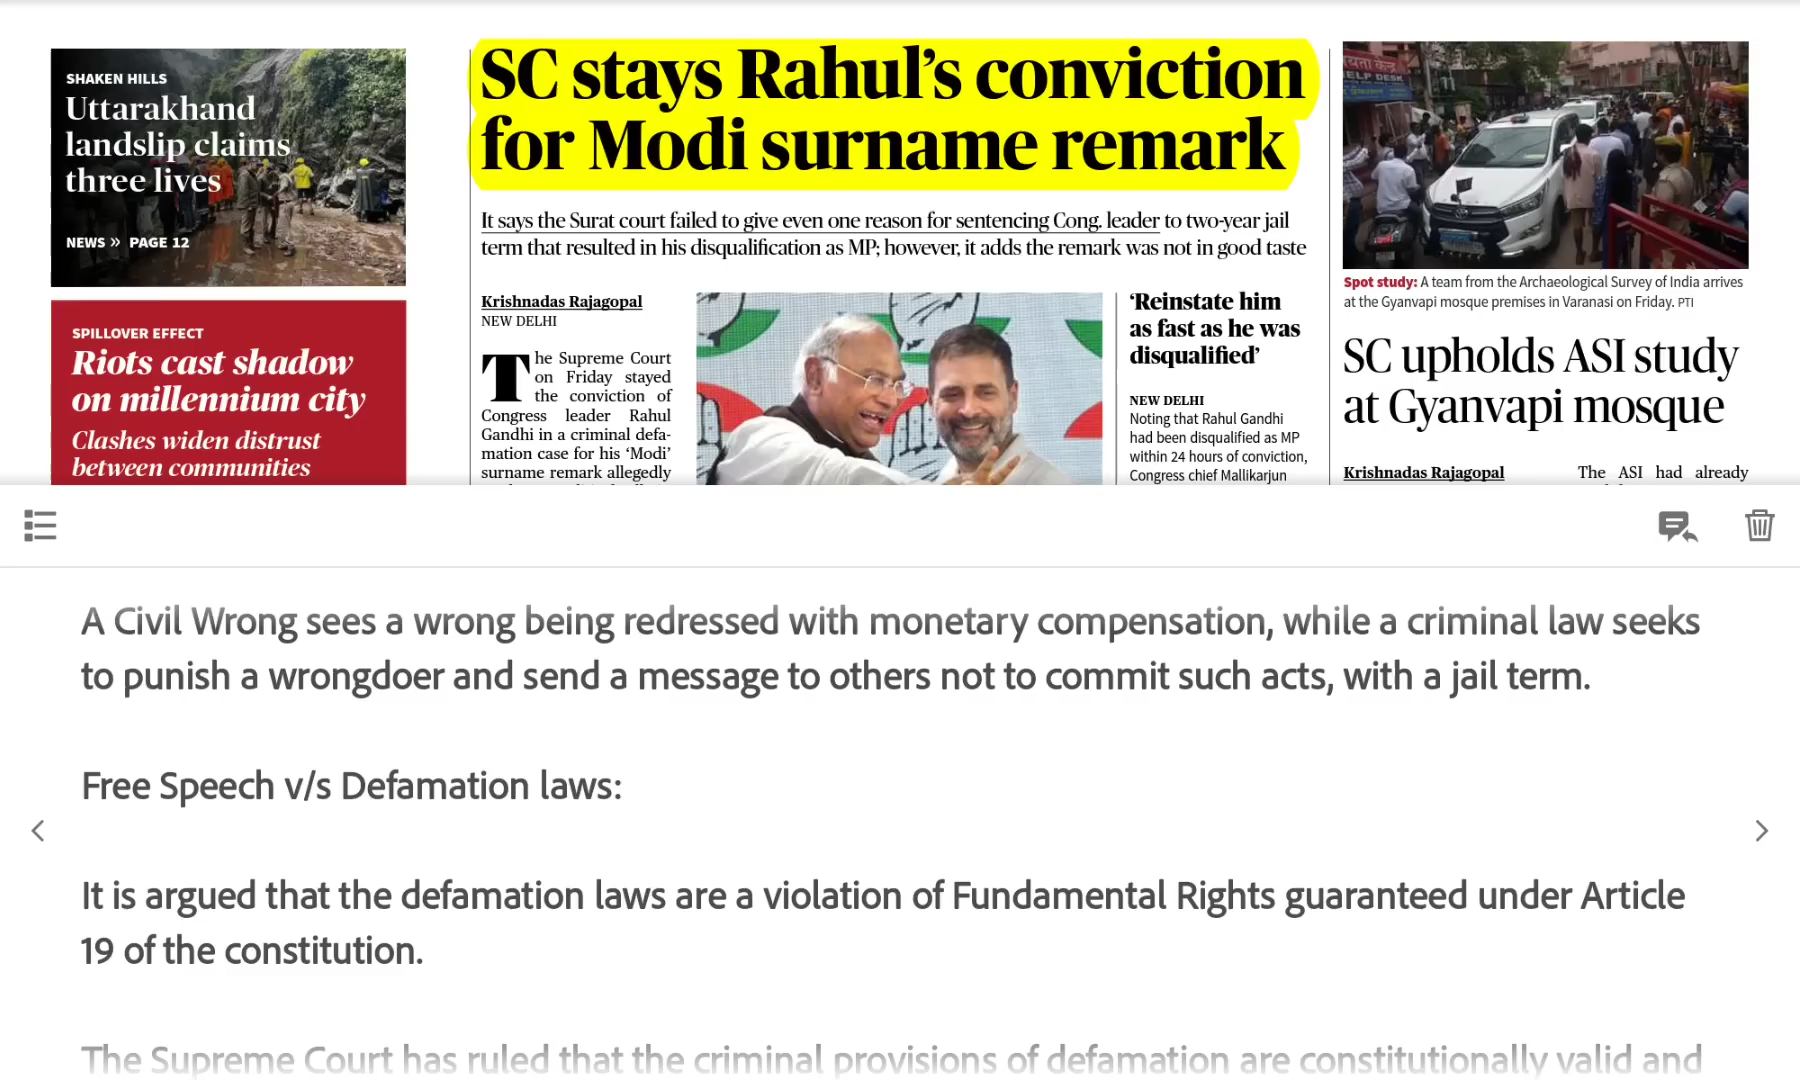 SHAKEN HILLS
Uttarakhand
landslip claims
three lives
NEWS » PAGE 12
SPILLOVER EFFECT
Riots cast shadow
on millennium city
Clashes widen distrust
between communities
SC stays Rahul’s conviction
for Modi surname remark
It says the Surat court failed to give even one reason for sentencing Cong. leader to two-year jail
term that resulted in his disqualification as MP; however, it adds the remark was not in good taste
Krishnadas Rajagopal
NEW DELHI
The Supreme Court
on Friday stayed
the conviction of
Congress leader Rahul
Gandhi in a criminal defa-
mation case for his ‘Modi’
surname remark allegedly
‘Reinstate him
as fast as he was
disqualified’
NEW DELHI
Noting that Rahul Gandhi
had been disqualified as MP
within 24 hours of conviction,
Congress chief Mallikarjun
HELP DESK
Spot study: A team from the Archaeological Survey of India arrives
at the Gyanvapi mosque premises in Varanasi on Friday. PTI
SC upholds ASI study
at Gyanvapi mosque
Krishnadas Rajagopal
The ASI had already
A Civil Wrong sees a wrong being redressed with monetary compensation, while a criminal law seeks
to punish a wrongdoer and send a message to others not to commit such acts, with a jail term.
Free Speech v/s Defamation laws:
It is argued that the defamation laws are a violation of Fundamental Rights guaranteed under Article
19 of the constitution.
The Supreme Court has ruled that the criminal provisions of defamation are constitutionally valid and